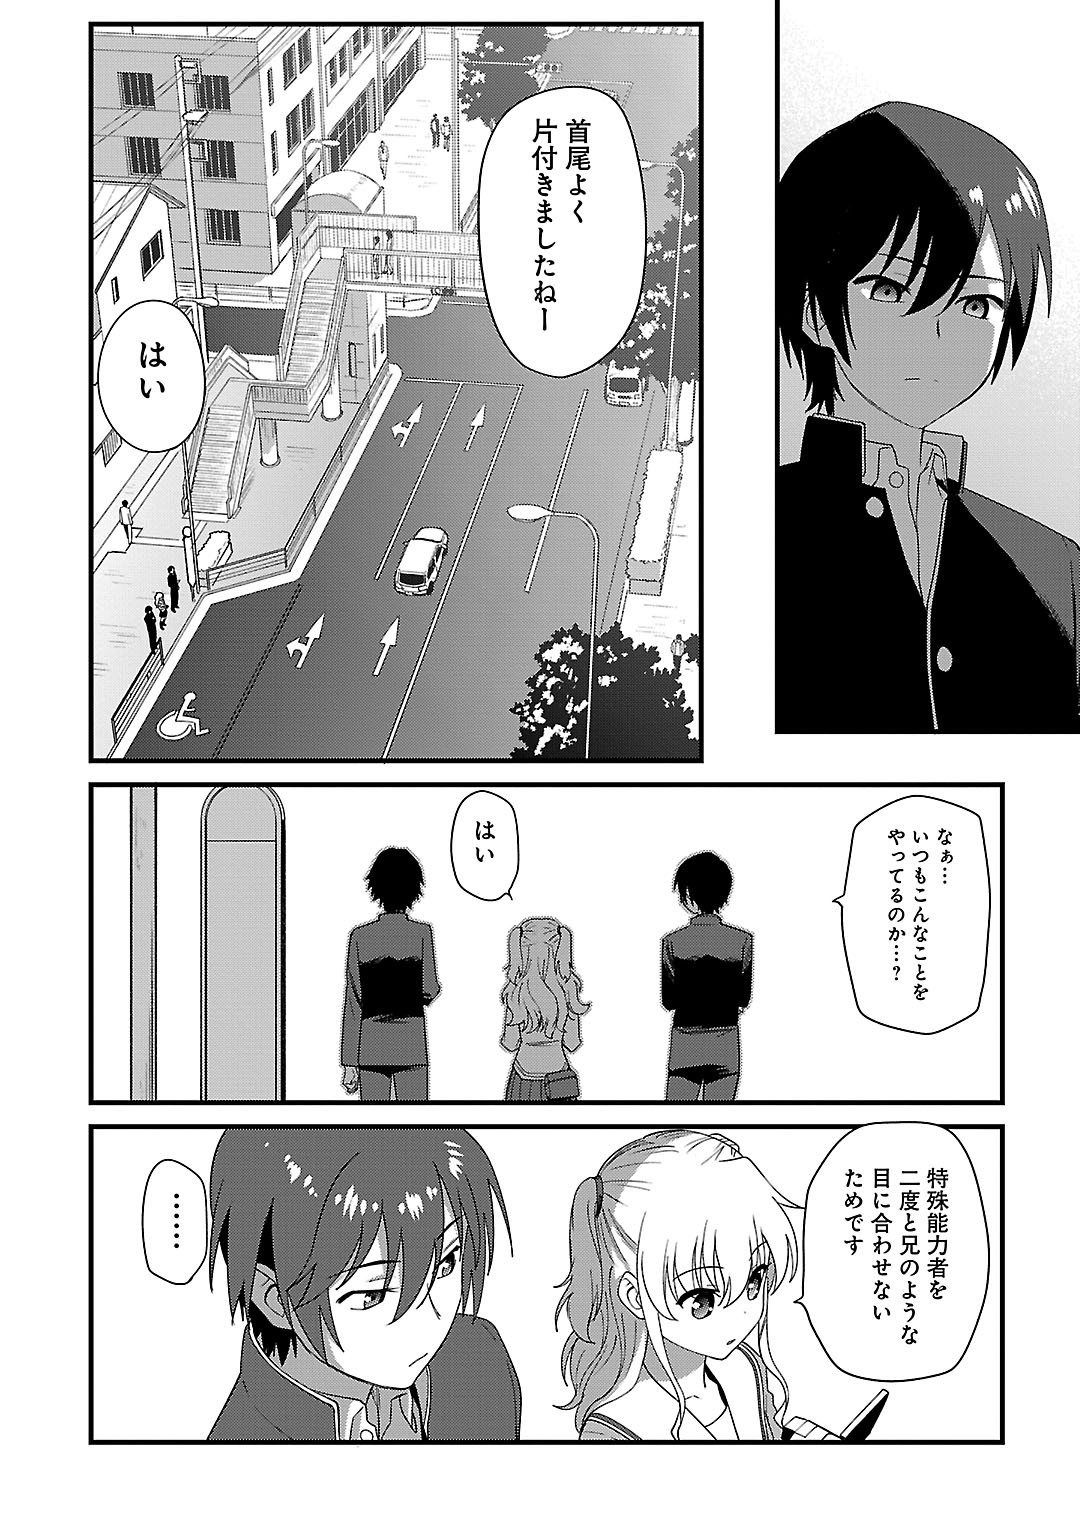 首尾よく
片付きましたねー
はい
なぁ…
いつもこんなことを
やってるのか…?
はい
特殊能力者を
二度と兄のような
目に合わせない
ためです
……